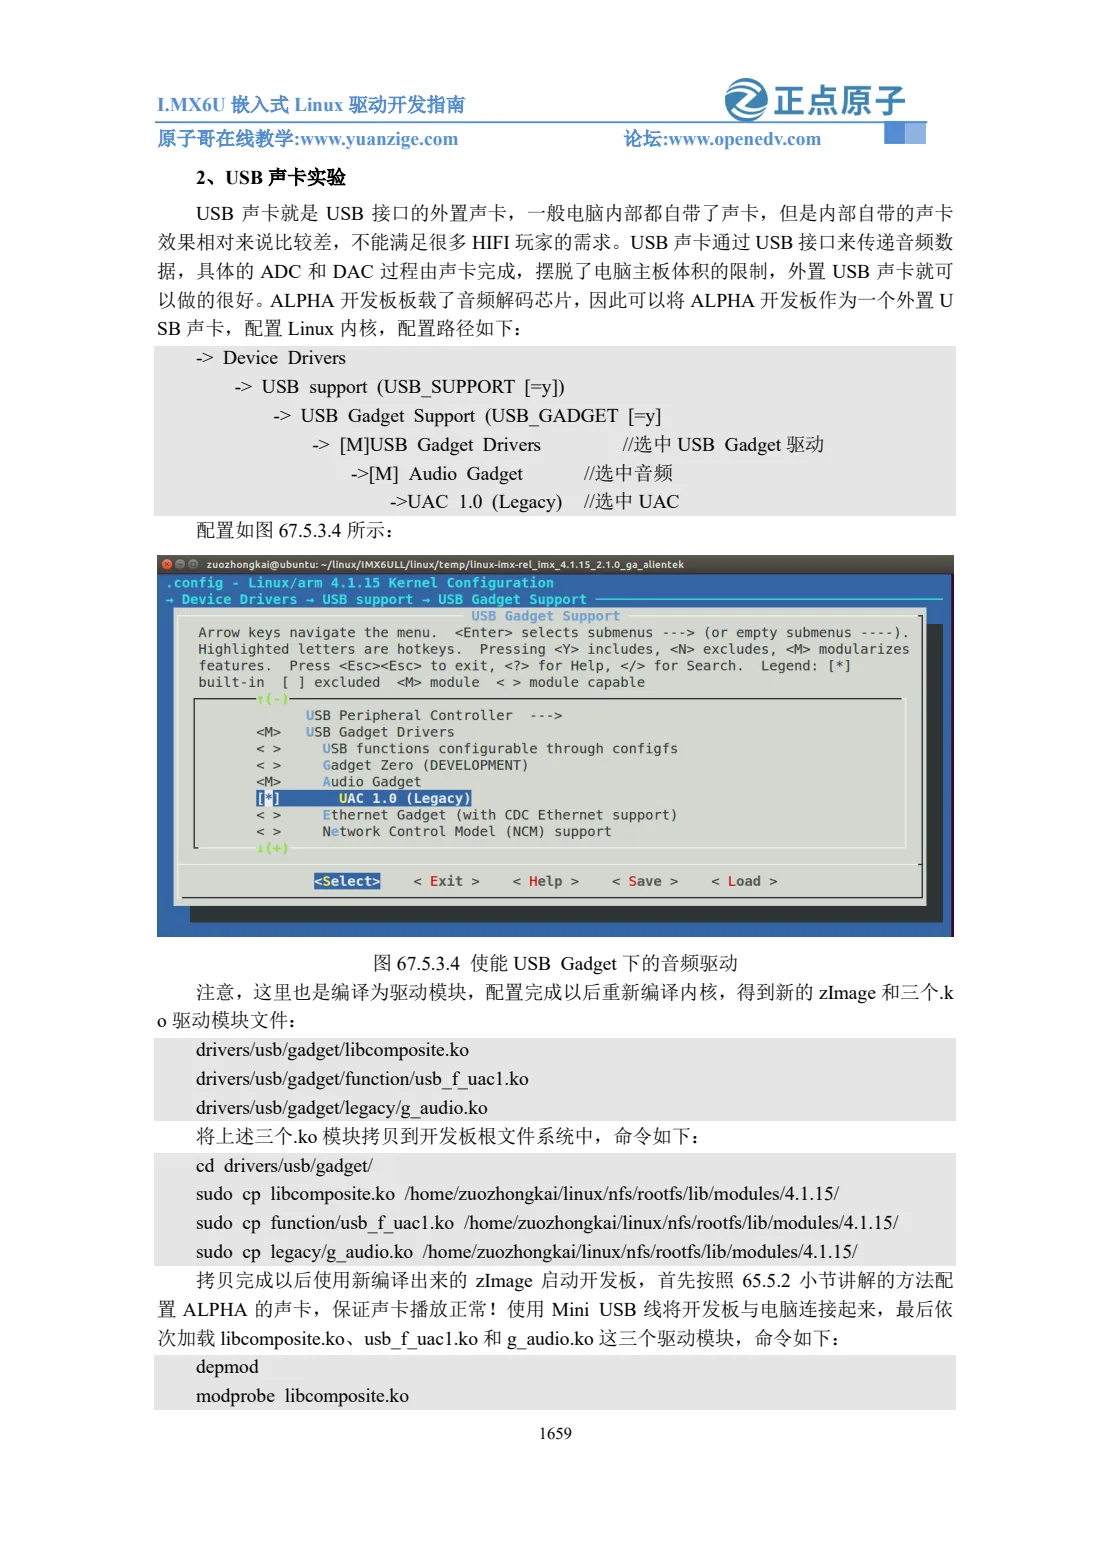 I.MX6U 嵌入式 Linux 驱动开发指南
正点原子
原子哥在线教学:www.yuanzige.com 论坛:www.openedv.com
2、USB 声卡实验
USB 声卡就是 USB 接口的外置声卡，一般电脑内部都自带了声卡，但是内部自带的声卡
效果相对来说比较差，不能满足很多 HIFI 玩家的需求。USB 声卡通过 USB 接口来传递音频数
据，具体的 ADC 和 DAC 过程由声卡完成，摆脱了电脑主板体积的限制，外置 USB 声卡就可
以做的很好。ALPHA 开发板板载了音频解码芯片，因此可以将 ALPHA 开发板作为一个外置 U
SB 声卡，配置 Linux 内核，配置路径如下：
-> Device Drivers
-> USB support (USB_SUPPORT [=y])
-> USB Gadget Support (USB_GADGET [=y]
-> [M]USB Gadget Drivers //选中 USB Gadget 驱动
->[M] Audio Gadget //选中音频
->UAC 1.0 (Legacy) //选中 UAC
配置如图 67.5.3.4 所示：
zuozhongkai@ubuntu: ~/linux/IMX6ULL/linux/temp/linux-imx-rel_imx_4.1.15_2.1.0_ga_alientek
.config - Linux/arm 4.1.15 Kernel Configuration
→ Device Drivers → USB support → USB Gadget Support
USB Gadget Support
Arrow keys navigate the menu. <Enter> selects submenus ---> (or empty submenus ----).
Highlighted letters are hotkeys. Pressing <Y> includes, <N> excludes, <M> modularizes
features. Press <Esc><Esc> to exit, <?> for Help, </> for Search. Legend: [*]
built-in [ ] excluded <M> module < > module capable
↑(-)
USB Peripheral Controller --->
<M> USB Gadget Drivers
< > USB functions configurable through configfs
< > Gadget Zero (DEVELOPMENT)
<M> Audio Gadget
[*] UAC 1.0 (Legacy)
< > Ethernet Gadget (with CDC Ethernet support)
< > Network Control Model (NCM) support
↓(+)
<Select> < Exit > < Help > < Save > < Load >
图 67.5.3.4 使能 USB Gadget 下的音频驱动
注意，这里也是编译为驱动模块，配置完成以后重新编译内核，得到新的 zImage 和三个.k
o 驱动模块文件：
drivers/usb/gadget/libcomposite.ko
drivers/usb/gadget/function/usb_f_uac1.ko
drivers/usb/gadget/legacy/g_audio.ko
将上述三个.ko 模块拷贝到开发板根文件系统中，命令如下：
cd drivers/usb/gadget/
sudo cp libcomposite.ko /home/zuozhongkai/linux/nfs/rootfs/lib/modules/4.1.15/
sudo cp function/usb_f_uac1.ko /home/zuozhongkai/linux/nfs/rootfs/lib/modules/4.1.15/
sudo cp legacy/g_audio.ko /home/zuozhongkai/linux/nfs/rootfs/lib/modules/4.1.15/
拷贝完成以后使用新编译出来的 zImage 启动开发板，首先按照 65.5.2 小节讲解的方法配
置 ALPHA 的声卡，保证声卡播放正常！使用 Mini USB 线将开发板与电脑连接起来，最后依
次加载 libcomposite.ko、usb_f_uac1.ko 和 g_audio.ko 这三个驱动模块，命令如下：
depmod
modprobe libcomposite.ko
1659